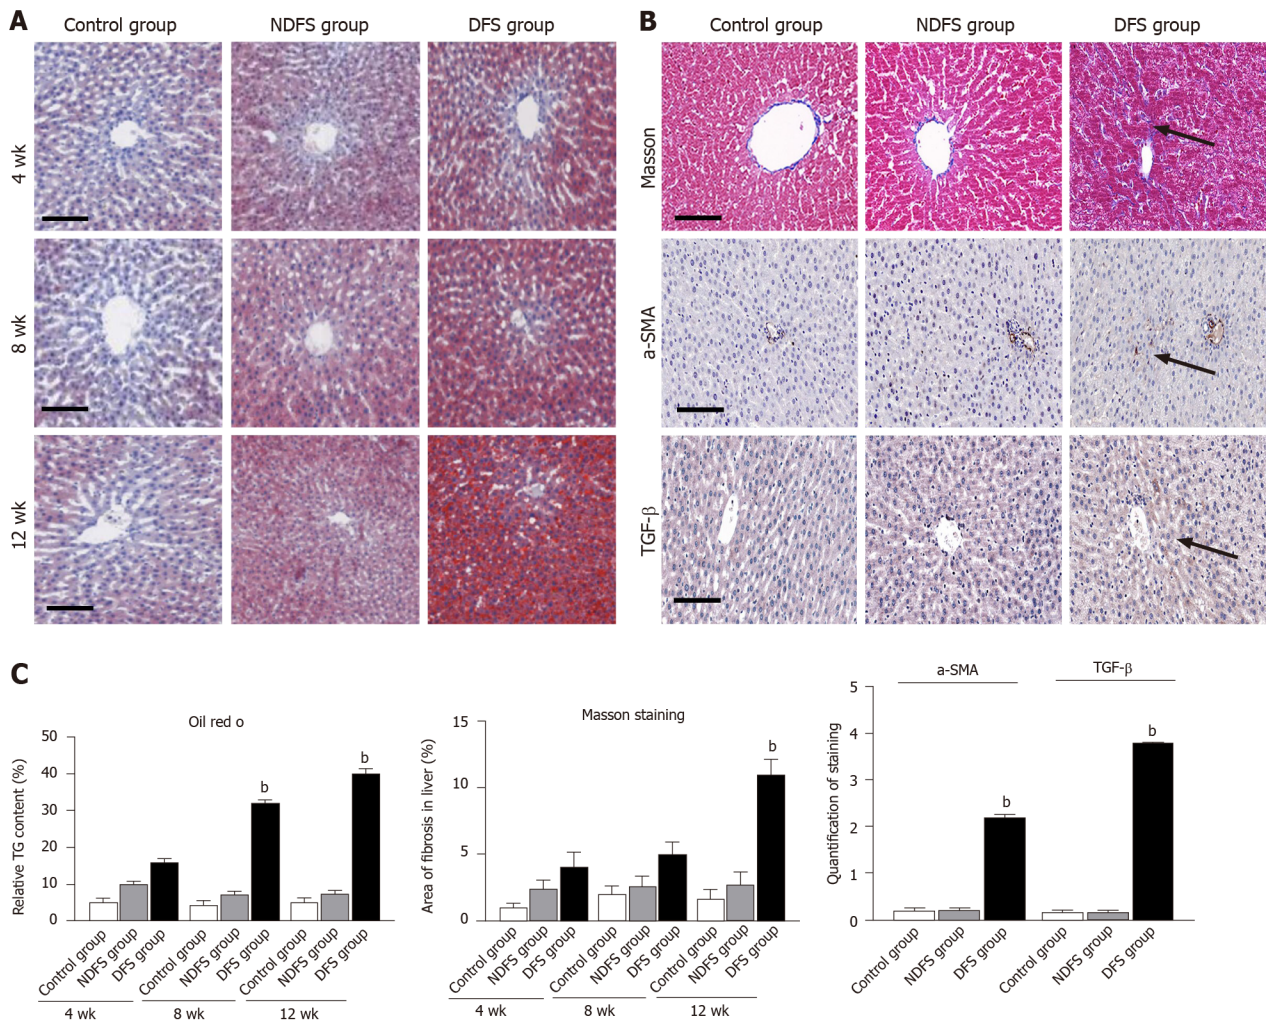 A
Control group
NDFS group
DFS group
4 wk
8 wk
12 wk
B
Control group
NDFS group
DFS group
Masson
a-SMA
TGF-β
C
Oil red o
Relative TG content (%)
50
40
30
20
10
0
b
b
Control group
NDFS group
DFS group
Control group
NDFS group
DFS group
Control group
NDFS group
DFS group
4 wk
8 wk
12 wk
Masson staining
Area of fibrosis in liver (%)
15
10
5
0
b
Control group
NDFS group
DFS group
Control group
NDFS group
DFS group
Control group
NDFS group
DFS group
4 wk
8 wk
12 wk
a-SMA
TGF-β
Quantification of staining
5
4
3
2
1
0
b
b
Control group
NDFS group
DFS group
Control group
NDFS group
DFS group